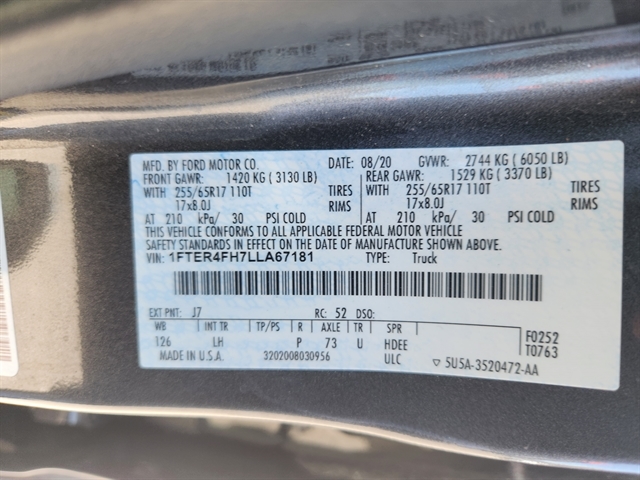 MFD. BY FORD MOTOR CO. DATE: 08/20 GVWR: 2744 KG ( 6050 LB)
FRONT GAWR: 1420 KG ( 3130 LB) REAR GAWR: 1529 KG ( 3370 LB)
WITH 255/65R17 110T TIRES WITH 255/65R17 110T TIRES
17x8.0J RIMS 17x8.0J RIMS
AT 210 kPa/ 30 PSI COLD AT 210 kPa/ 30 PSI COLD
THIS VEHICLE CONFORMS TO ALL APPLICABLE FEDERAL MOTOR VEHICLE
SAFETY STANDARDS IN EFFECT ON THE DATE OF MANUFACTURE SHOWN ABOVE
VIN: 1FTER4FH7LLA67181 TYPE: Truck
EXT PNT: J7 RC: 52 DSO:
WB INT TR TP/PS R AXLE TR SPR F0252
126 LH P 73 U HDEE T0763
MADE IN U.S.A. 3202008030956 ULC ▽ 5U5A-3520472-AA